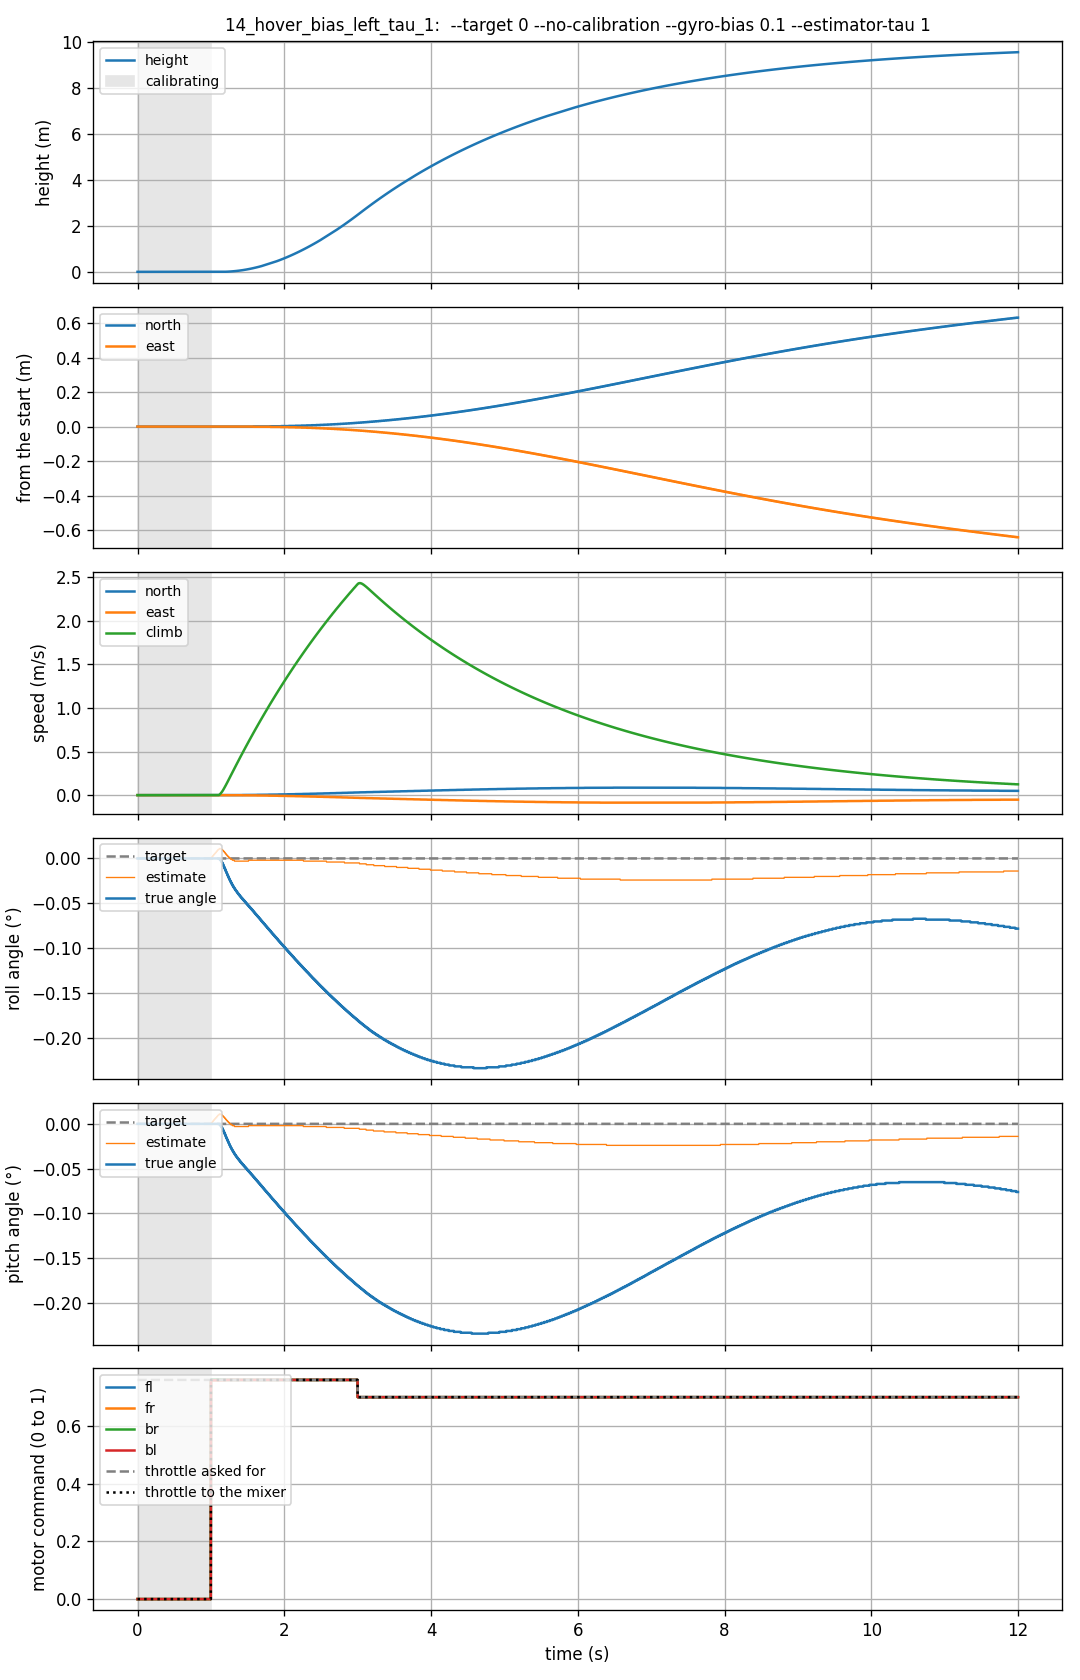 14_hover_bias_left_tau_1:  --target 0 --no-calibration --gyro-bias 0.1 --estimator-tau 1
height (m)
10
8
6
4
2
0
height
calibrating
from the start (m)
0.6
0.4
0.2
0.0
−0.2
−0.4
−0.6
north
east
speed (m/s)
2.5
2.0
1.5
1.0
0.5
0.0
north
east
climb
roll angle (°)
0.00
−0.05
−0.10
−0.15
−0.20
target
estimate
true angle
pitch angle (°)
0.00
−0.05
−0.10
−0.15
−0.20
target
estimate
true angle
motor command (0 to 1)
0.6
0.4
0.2
0.0
fl
fr
br
bl
throttle asked for
throttle to the mixer
0 2 4 6 8 10 12
time (s)